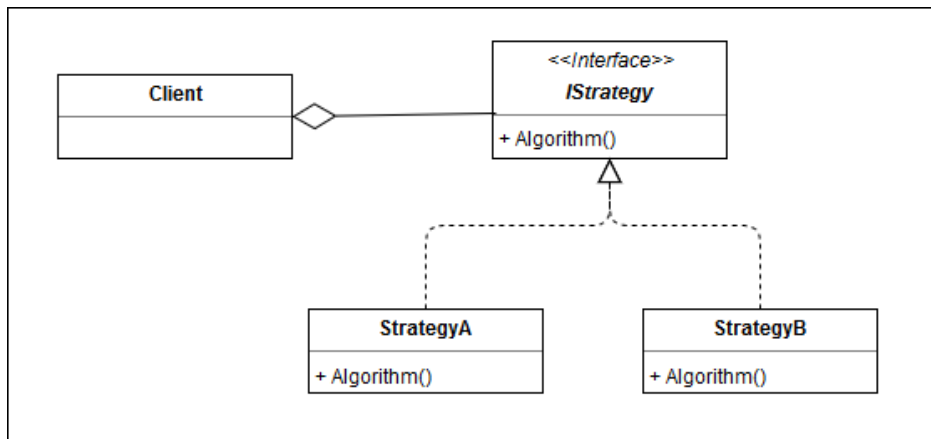 Client
<<Interface>>
IStrategy
+ Algorithm()
StrategyA
+ Algorithm()
StrategyB
+ Algorithm()